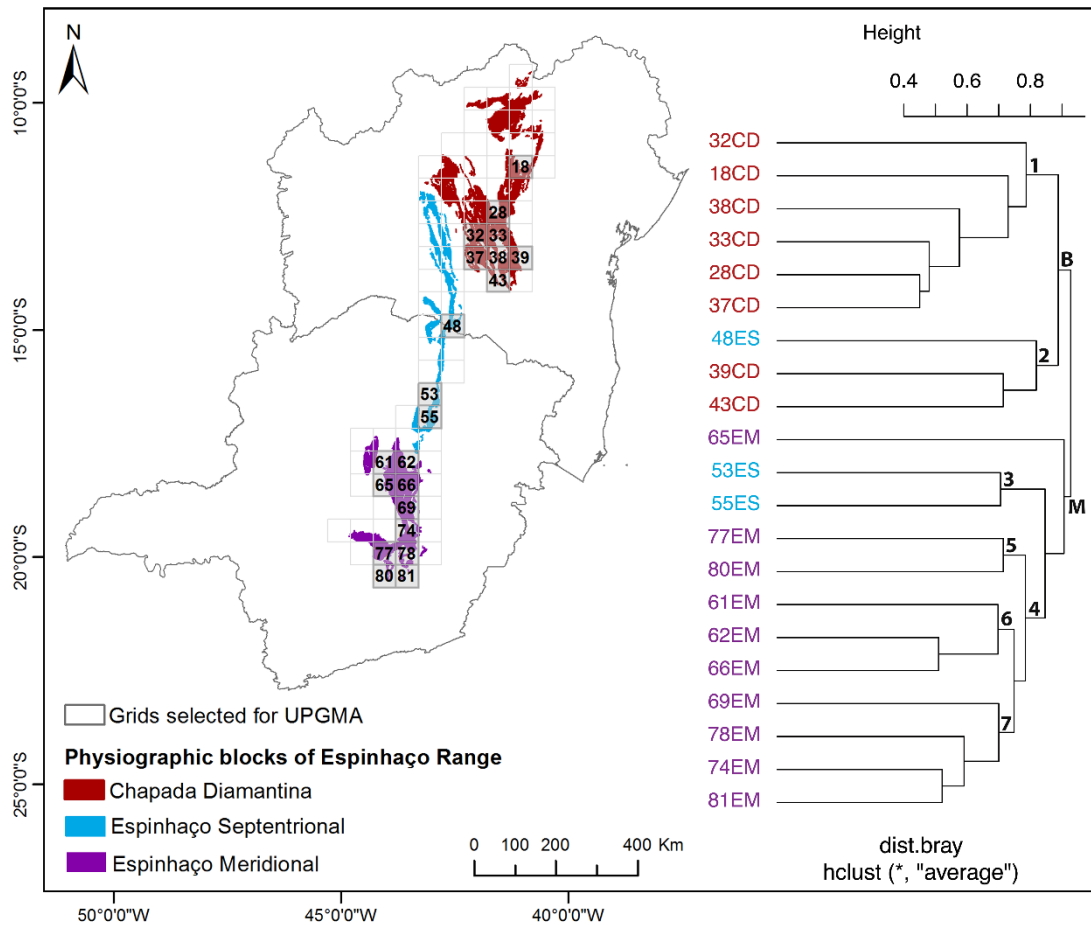 N
10°0'0"S
15°0'0"S
20°0'0"S
25°0'0"S
50°0'0"W
45°0'0"W
40°0'0"W
18
28
32 33
37 38 39
43
48
53
55
61 62
65 66
69
74
77 78
80 81
Grids selected for UPGMA
Physiographic blocks of Espinhaço Range
Chapada Diamantina
Espinhaço Septentrional
Espinhaço Meridional
0 100 200 400 Km
Height
0.4 0.6 0.8
32CD
18CD
38CD
33CD
28CD
37CD
48ES
39CD
43CD
65EM
53ES
55ES
77EM
80EM
61EM
62EM
66EM
69EM
78EM
74EM
81EM
1
B
2
3
M
5
4
6
7
dist.bray
hclust (*, "average")